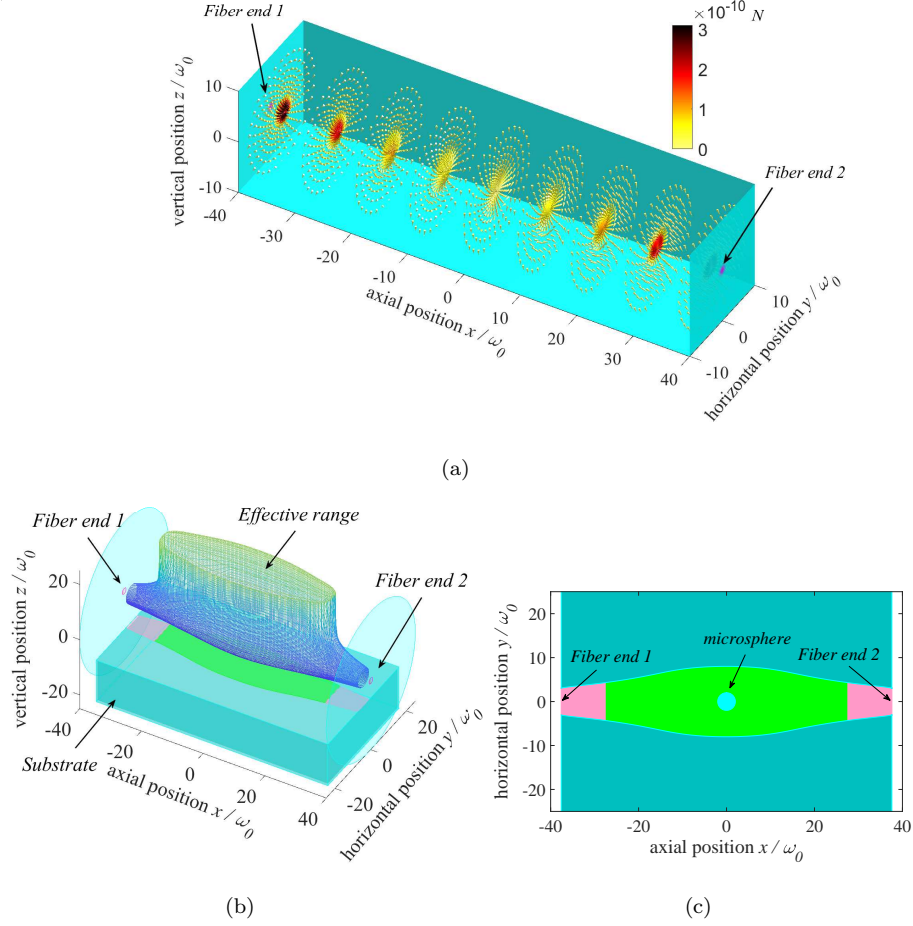 Fiber end 1
×10⁻¹⁰ N
3
2
1
0
Fiber end 2
vertical position z / ω₀
10
0
-10
-40
-30
-20
-10
0
10
20
30
40
axial position x / ω₀
-10
0
10
horizontal position y / ω₀
(a)
Fiber end 1
Effective range
Fiber end 2
vertical position z / ω₀
20
0
-20
-40
-20
0
20
40
Substrate
axial position x / ω₀
-20
0
20
horizontal position y / ω₀
(b)
horizontal position y / ω₀
20
10
0
-10
-20
microsphere
Fiber end 1
Fiber end 2
-40
-20
0
20
40
axial position x / ω₀
(c)